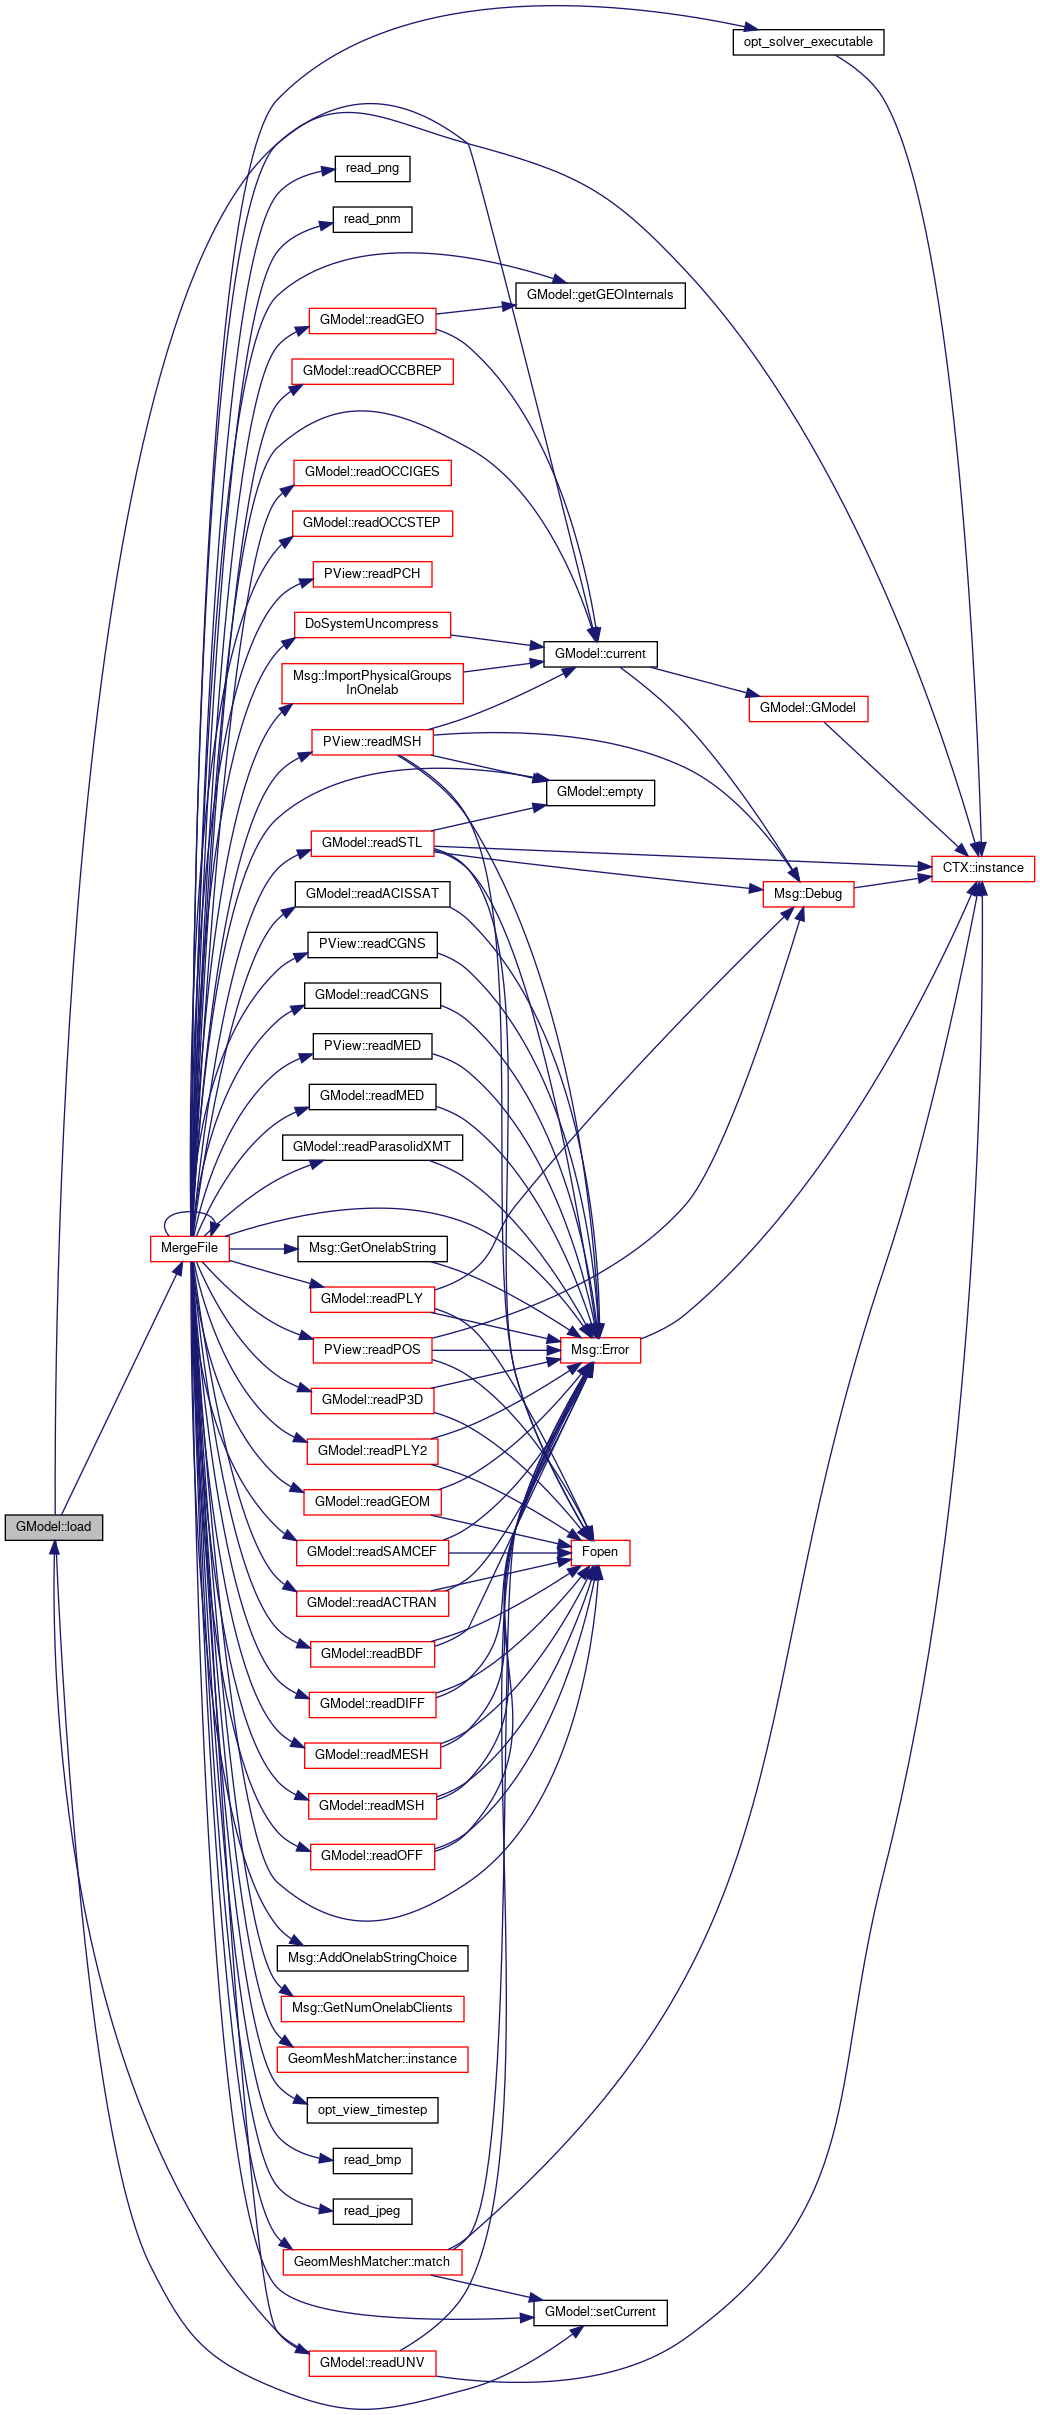 opt_solver_executable
read_png
read_pnm
GModel::getGEOInternals
GModel::readGEO
GModel::readOCCBREP
GModel::readOCCIGES
GModel::readOCCSTEP
PView::readPCH
DoSystemUncompress
GModel::current
Msg::ImportPhysicalGroups
InOnelab
GModel::GModel
PView::readMSH
GModel::empty
GModel::readSTL
CTX::instance
GModel::readACISSAT
Msg::Debug
PView::readCGNS
GModel::readCGNS
PView::readMED
GModel::readMED
GModel::readParasolidXMT
MergeFile
Msg::GetOnelabString
GModel::readPLY
PView::readPOS
Msg::Error
GModel::readP3D
GModel::readPLY2
GModel::readGEOM
GModel::load
GModel::readSAMCEF
Fopen
GModel::readACTRAN
GModel::readBDF
GModel::readDIFF
GModel::readMESH
GModel::readMSH
GModel::readOFF
Msg::AddOnelabStringChoice
Msg::GetNumOnelabClients
GeomMeshMatcher::instance
opt_view_timestep
read_bmp
read_jpeg
GeomMeshMatcher::match
GModel::setCurrent
GModel::readUNV